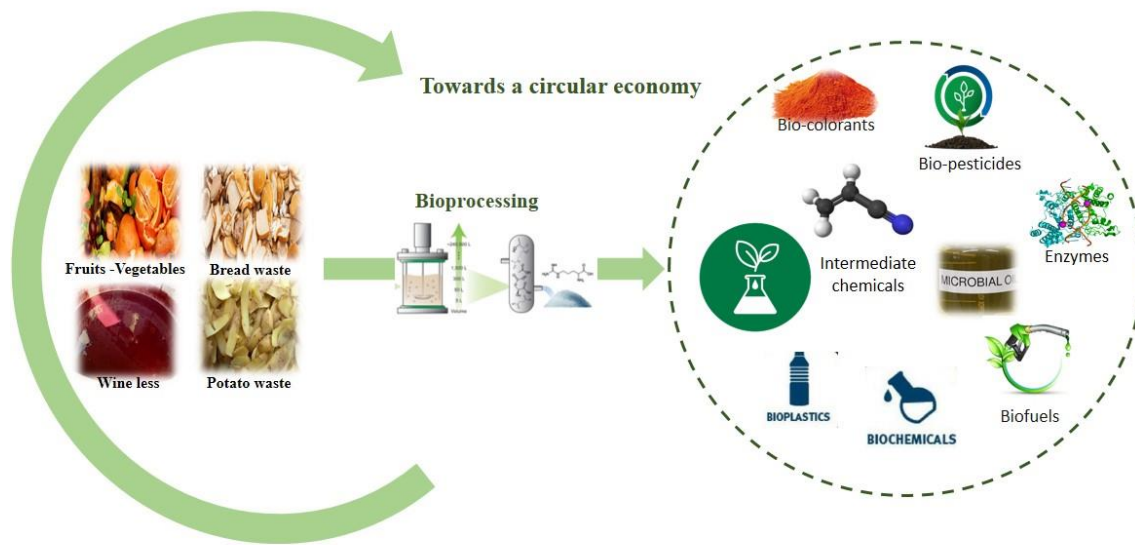 Towards a circular economy
Fruits -Vegetables
Bread waste
Wine less
Potato waste
Bioprocessing
Volume
Bio-colorants
Bio-pesticides
Intermediate
chemicals
Enzymes
MICROBIAL
BIOPLASTICS
BIOCHEMICALS
Biofuels